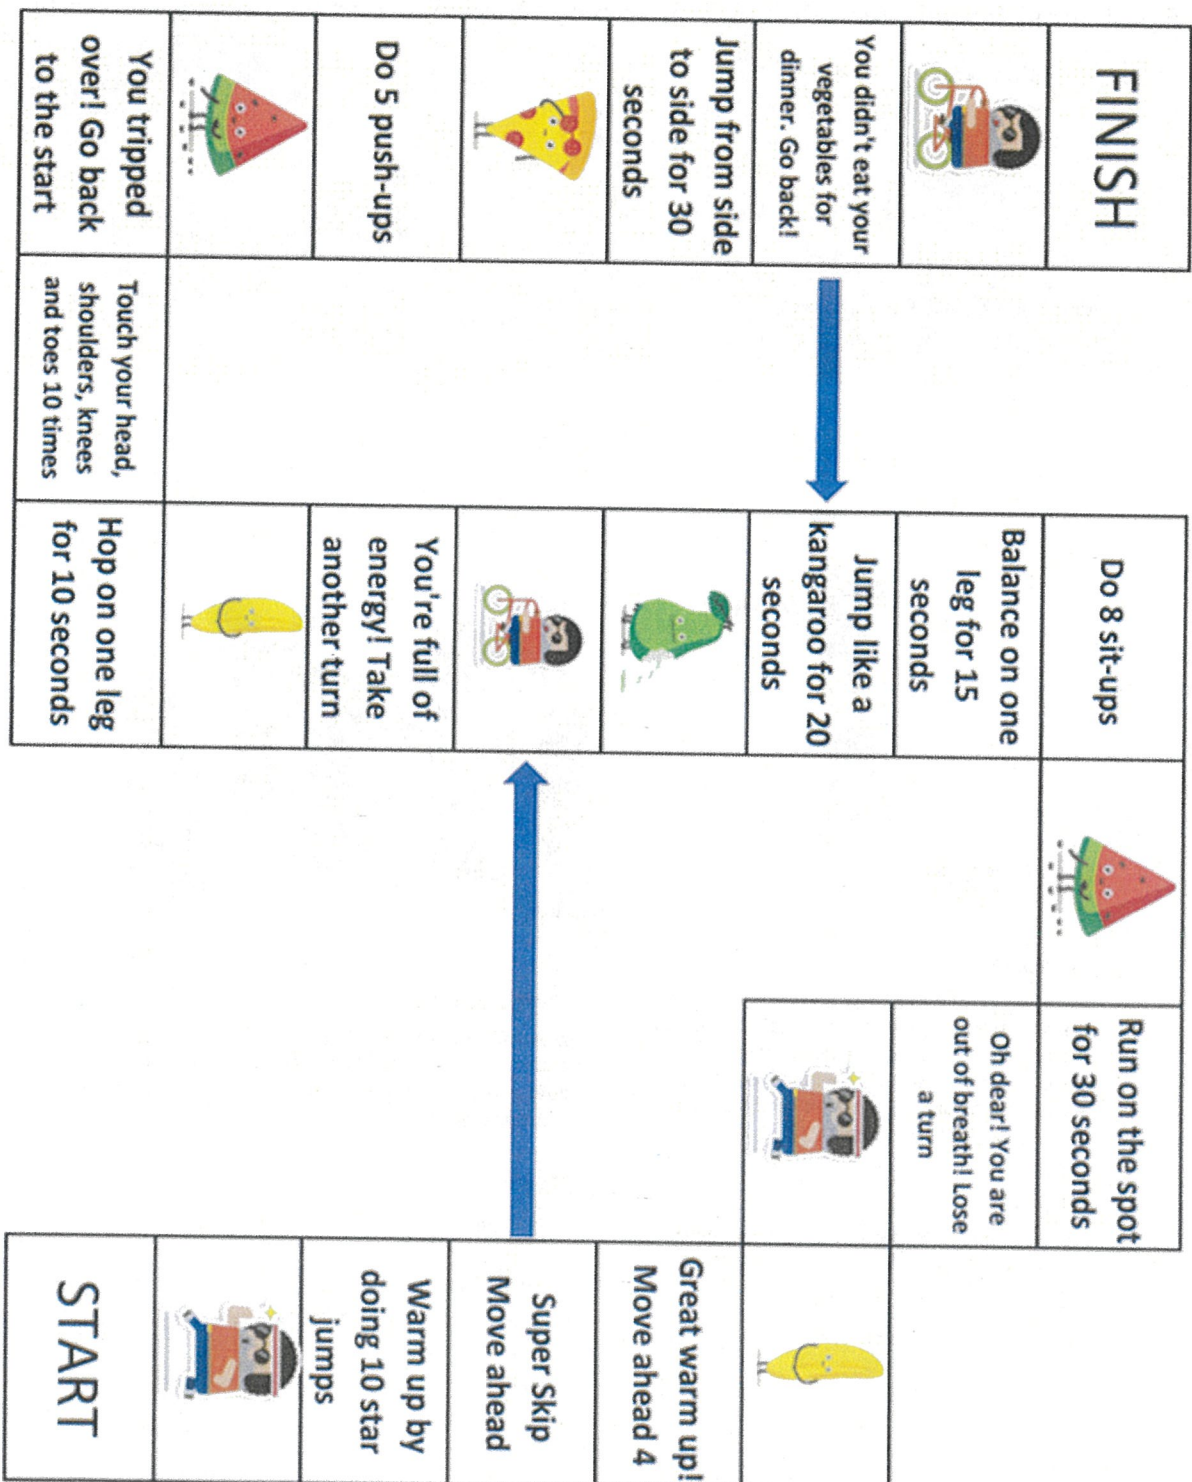 FINISH
Do 8 sit-ups
Run on the spot
for 30 seconds
Balance on one
leg for 15
seconds
Oh dear! You are
out of breath! Lose
a turn
You didn't eat your
vegetables for
dinner. Go back!
Jump like a
kangaroo for 20
seconds
Jump from side
to side for 30
seconds
Great warm up!
Move ahead 4
Super Skip
Move ahead
Do 5 push-ups
You're full of
energy! Take
another turn
Warm up by
doing 10 star
jumps
You tripped
over! Go back
to the start
Touch your head,
shoulders, knees
and toes 10 times
Hop on one leg
for 10 seconds
START